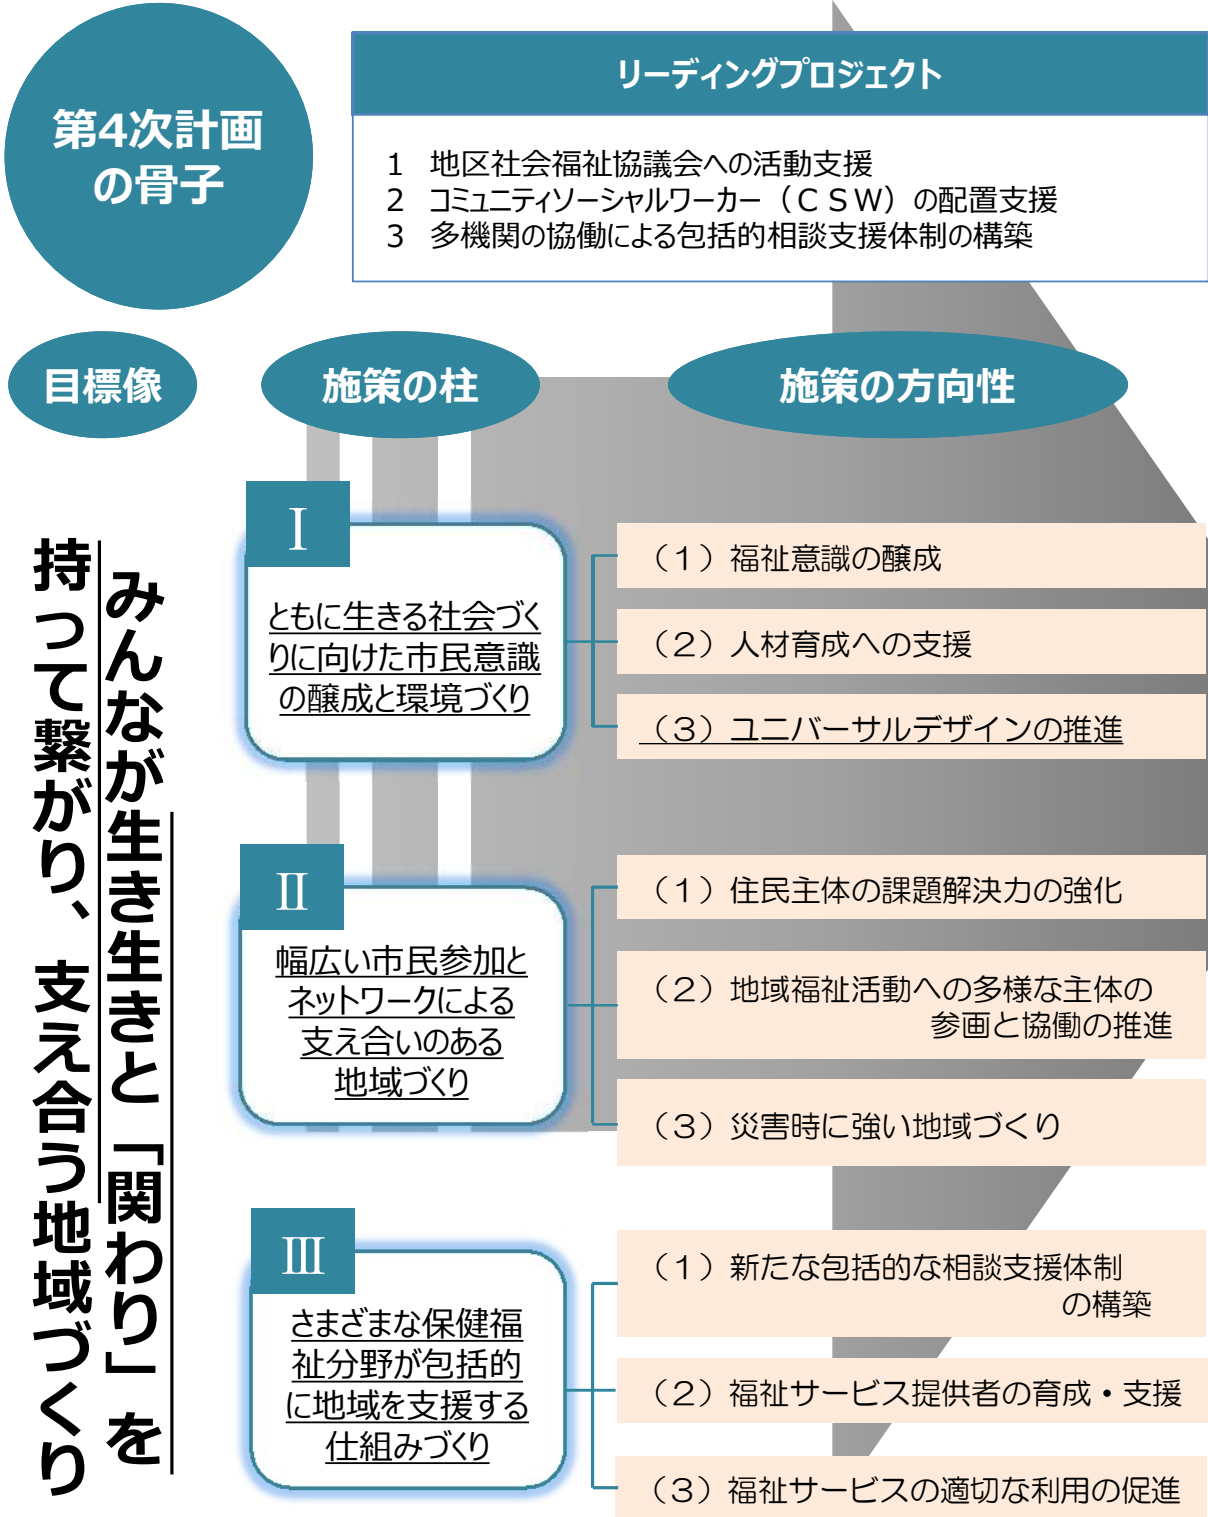 第4次計画
の骨子
リーディングプロジェクト
1 地区社会福祉協議会への活動支援
2 コミュニティソーシャルワーカー（ＣＳＷ）の配置支援
3 多機関の協働による包括的相談支援体制の構築
目標像
施策の柱
施策の方向性
みんなが生き生きと「関わり」を
持って繋がり、支え合う地域づくり
Ⅰ
ともに生きる社会づく
りに向けた市民意識
の醸成と環境づくり
（１）福祉意識の醸成
（２）人材育成への支援
（３）ユニバーサルデザインの推進
Ⅱ
幅広い市民参加と
ネットワークによる
支え合いのある
地域づくり
（１）住民主体の課題解決力の強化
（２）地域福祉活動への多様な主体の
参画と協働の推進
（３）災害時に強い地域づくり
Ⅲ
さまざまな保健福
祉分野が包括的
に地域を支援する
仕組みづくり
（１）新たな包括的な相談支援体制
の構築
（２）福祉サービス提供者の育成・支援
（３）福祉サービスの適切な利用の促進